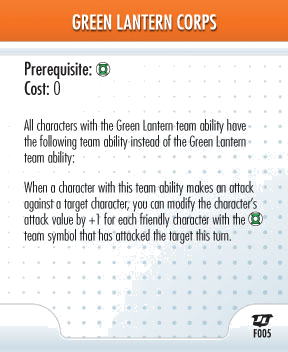 GREEN LANTERN CORPS
Prerequisite:
Cost: 0
All characters with the Green Lantern team ability have
the following team ability instead of the Green Lantern
team ability:
When a character with this team ability makes an attack
against a target character, you can modify the character's
attack value by +1 for each friendly character with the
team symbol that has attacked the target this turn.
F005